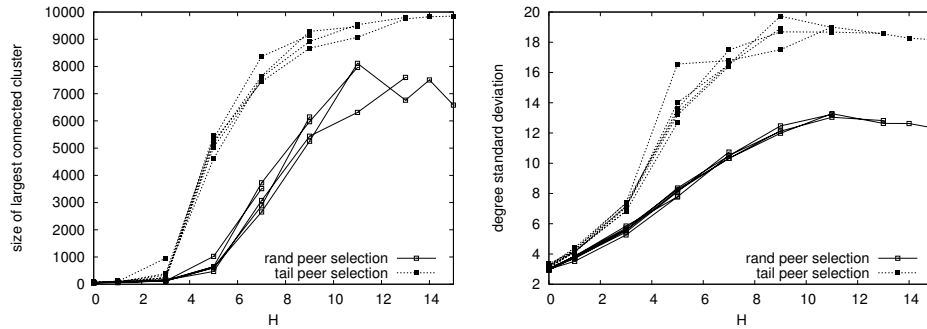 size of largest connected cluster
10000
9000
8000
7000
6000
5000
4000
3000
2000
1000
0
rand peer selection
tail peer selection
0 2 4 6 8 10 12 14
H
degree standard deviation
20
18
16
14
12
10
8
6
4
2
rand peer selection
tail peer selection
0 2 4 6 8 10 12 14
H